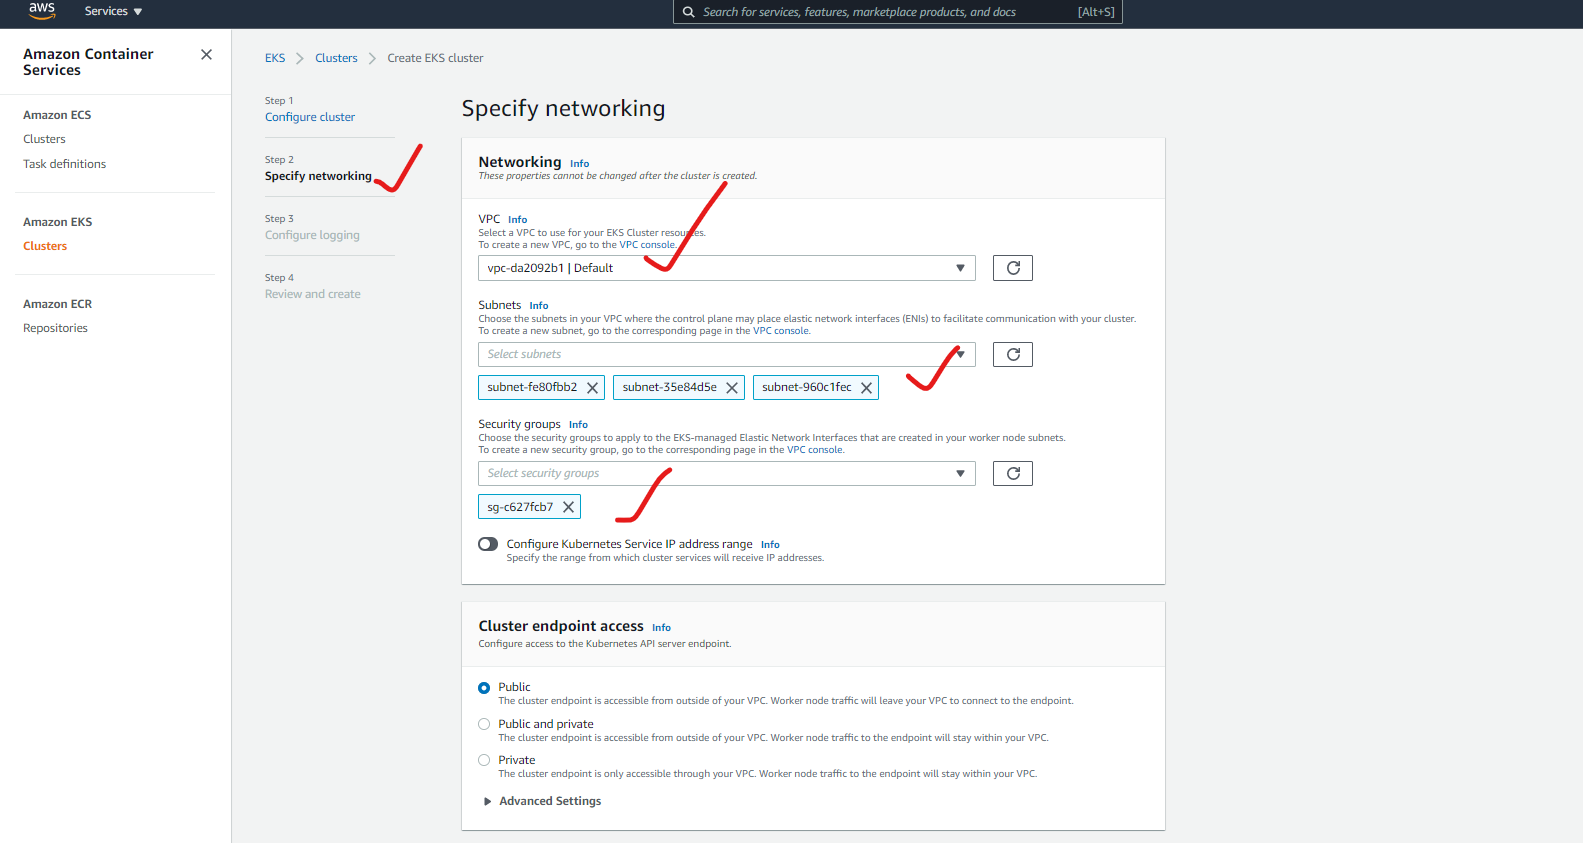 aws
Services
Search for services, features, marketplace products, and docs
[Alt+S]
Amazon Container
Services
Amazon ECS
Clusters
Task definitions
Amazon EKS
Clusters
Amazon ECR
Repositories
EKS
Clusters
Create EKS cluster
Step 1
Configure cluster
Step 2
Specify networking
Step 3
Configure logging
Step 4
Review and create
Specify networking
Networking Info
These properties cannot be changed after the cluster is created.
VPC Info
Select a VPC to use for your EKS Cluster resources.
To create a new VPC, go to the VPC console.
vpc-da2092b1 | Default
Subnets Info
Choose the subnets in your VPC where the control plane may place elastic network interfaces (ENIs) to facilitate communication with your cluster.
To create a new subnet, go to the corresponding page in the VPC console.
Select subnets
subnet-fe80fbb2
subnet-35e84d5e
subnet-960c1fec
Security groups Info
Choose the security groups to apply to the EKS-managed Elastic Network Interfaces that are created in your worker node subnets.
To create a new security group, go to the corresponding page in the VPC console.
Select security groups
sg-c627fcb7
Configure Kubernetes Service IP address range Info
Specify the range from which cluster services will receive IP addresses.
Cluster endpoint access Info
Configure access to the Kubernetes API server endpoint.
Public
The cluster endpoint is accessible from outside of your VPC. Worker node traffic will leave your VPC to connect to the endpoint.
Public and private
The cluster endpoint is accessible from outside of your VPC. Worker node traffic to the endpoint will stay within your VPC.
Private
The cluster endpoint is only accessible through your VPC. Worker node traffic to the endpoint will stay within your VPC.
Advanced Settings